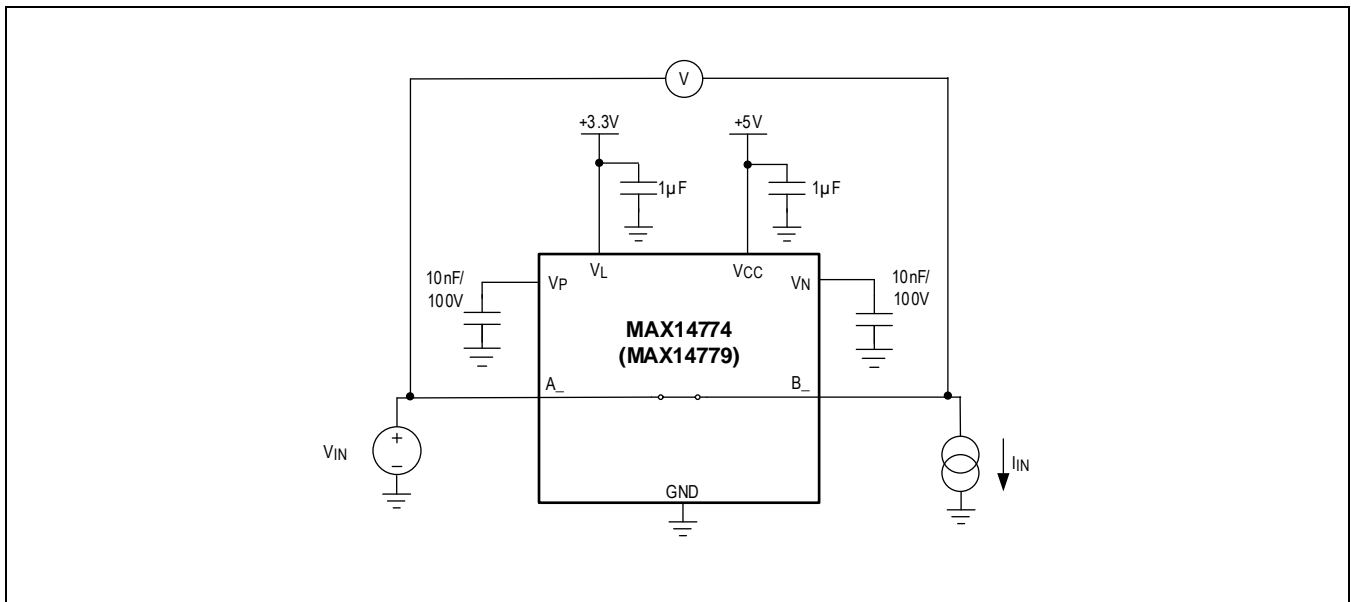 V
+3.3V
+5V
1µF
1µF
10nF/
100V
VP
VL
VCC
VN
10nF/
100V
MAX14774
(MAX14779)
A_
B_
VIN
+
−
IIN
GND